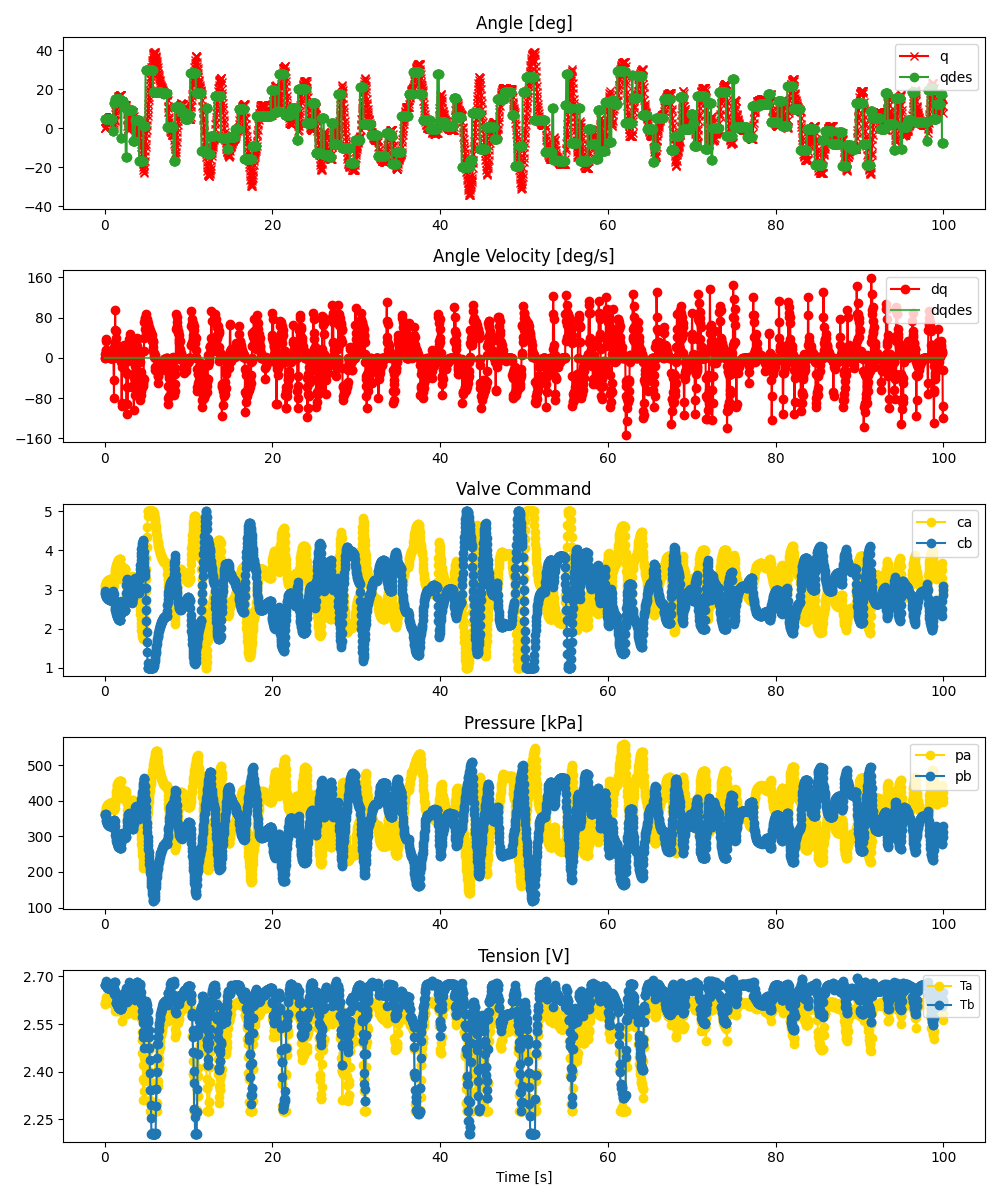 Angle [deg]
40
20
0
−20
−40
q
qdes
0 20 40 60 80 100
Angle Velocity [deg/s]
160
80
0
−80
−160
dq
dqdes
0 20 40 60 80 100
Valve Command
5
4
3
2
1
ca
cb
0 20 40 60 80 100
Pressure [kPa]
500
400
300
200
100
pa
pb
0 20 40 60 80 100
Tension [V]
2.70
2.55
2.40
2.25
Ta
Tb
0 20 40 60 80 100
Time [s]